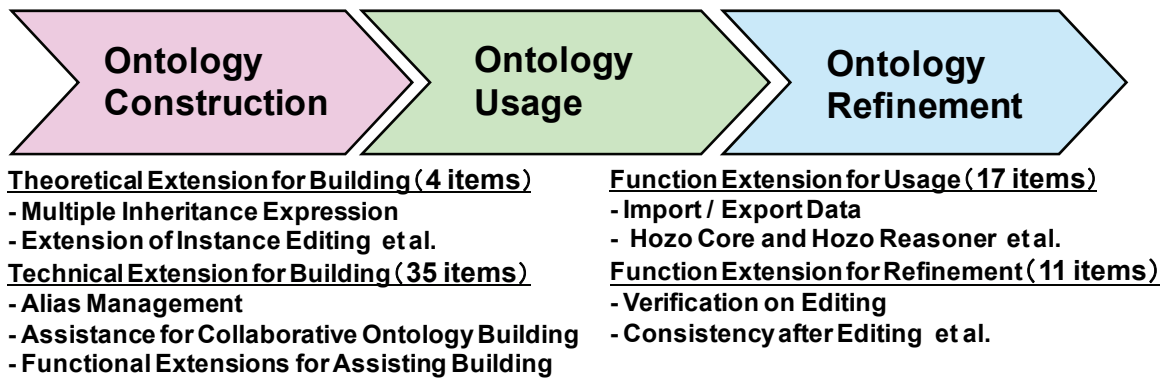 Ontology
Construction
Ontology
Usage
Ontology
Refinement
Theoretical Extension for Building(4 items)
- Multiple Inheritance Expression
- Extension of Instance Editing et al.
Technical Extension for Building(35 items)
- Alias Management
- Assistance for Collaborative Ontology Building
- Functional Extensions for Assisting Building
Function Extension for Usage(17 items)
- Import / Export Data
- Hozo Core and Hozo Reasoner et al.
Function Extension for Refinement(11 items)
- Verification on Editing
- Consistency after Editing et al.